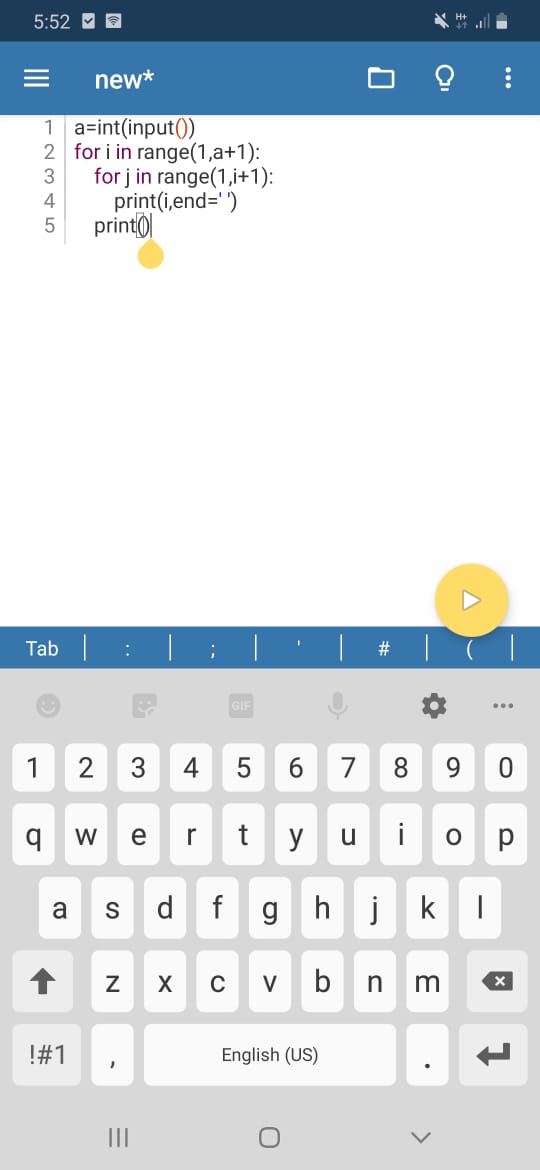 5:52
H+
new*
1 a=int(input())
2 for i in range(1,a+1):
3     for j in range(1,i+1):
4         print(i,end=' ')
5     print()
Tab | : | ; | ' | # | ( |
GIF
1 2 3 4 5 6 7 8 9 0
q w e r t y u i o p
a s d f g h j k l
z x c v b n m
!#1 , English (US) .